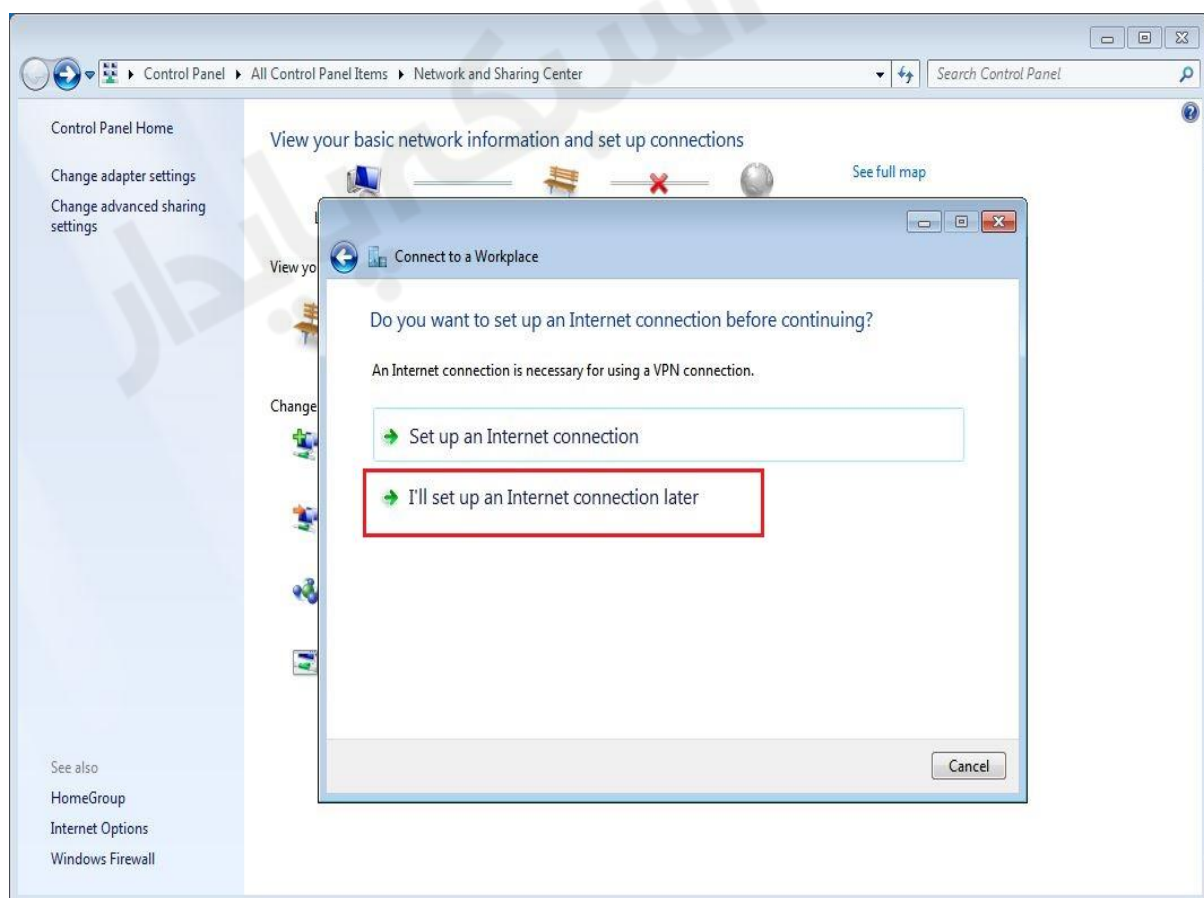 Control Panel ▸ All Control Panel Items ▸ Network and Sharing Center
Search Control Panel
Control Panel Home
Change adapter settings
Change advanced sharing
settings
See also
HomeGroup
Internet Options
Windows Firewall
View your basic network information and set up connections
See full map
View yo
Change
Connect to a Workplace
Do you want to set up an Internet connection before continuing?
An Internet connection is necessary for using a VPN connection.
Set up an Internet connection
I'll set up an Internet connection later
Cancel
پایدار